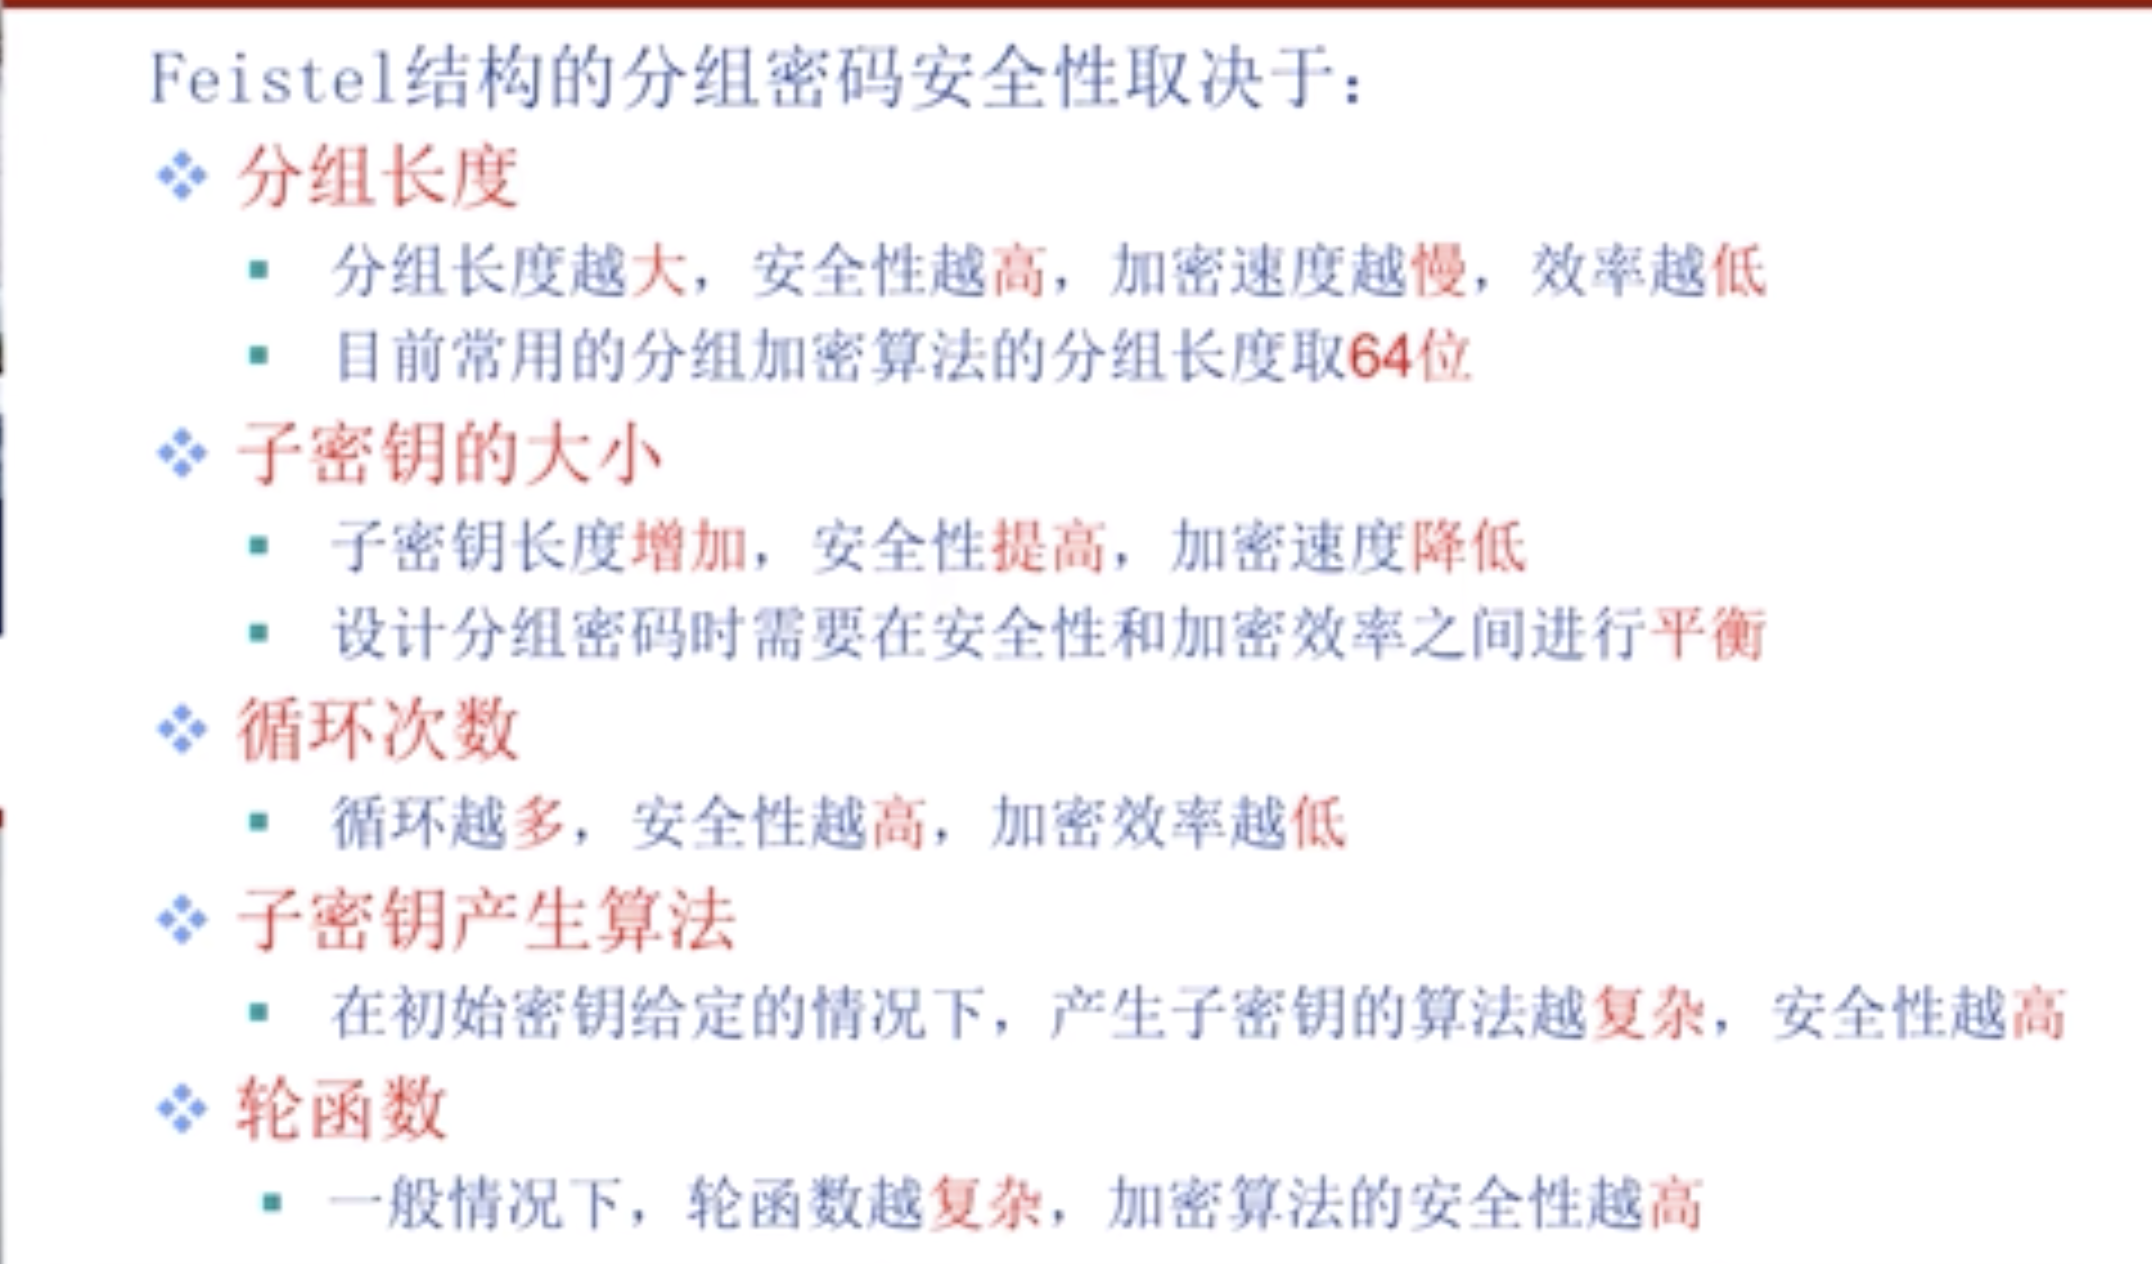 Feistel结构的分组密码安全性取决于：
分组长度
分组长度越大，安全性越高，加密速度越慢，效率越低
目前常用的分组加密算法的分组长度取64位
子密钥的大小
子密钥长度增加，安全性提高，加密速度降低
设计分组密码时需要在安全性和加密效率之间进行平衡
循环次数
循环越多，安全性越高，加密效率越低
子密钥产生算法
在初始密钥给定的情况下，产生子密钥的算法越复杂，安全性越高
轮函数
一般情况下，轮函数越复杂，加密算法的安全性越高